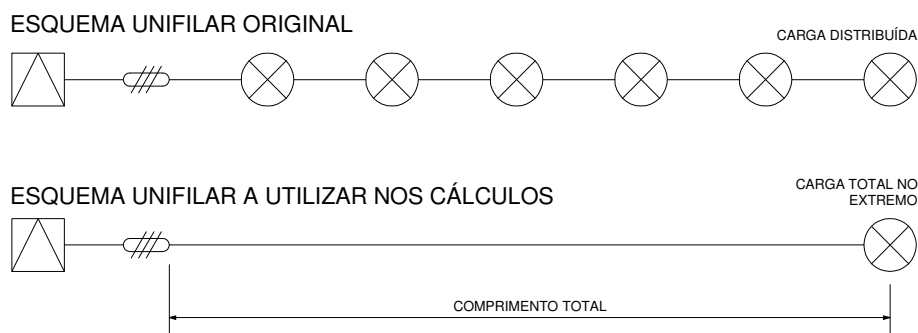 ESQUEMA UNIFILAR ORIGINAL
CARGA DISTRIBUÍDA
ESQUEMA UNIFILAR A UTILIZAR NOS CÁLCULOS
CARGA TOTAL NO
EXTREMO
COMPRIMENTO TOTAL